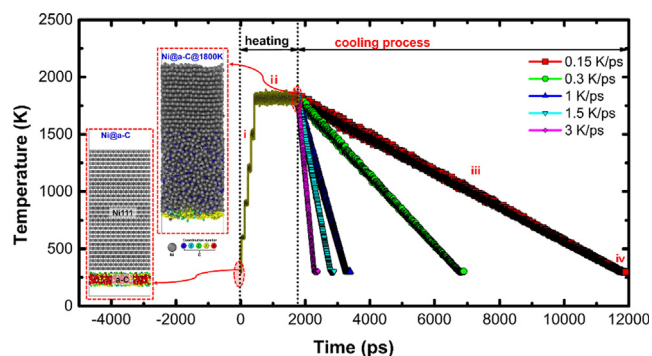 2500
2000
1500
1000
500
0
Temperature (K)
-4000
-2000
0
2000
4000
6000
8000
10000
12000
Time (ps)
heating
cooling process
Ni@a-C@1800K
Ni@a-C
Ni111
a-C
Ni
Coordination number
C
i
ii
iii
iv
0.15 K/ps
0.3 K/ps
1 K/ps
1.5 K/ps
3 K/ps